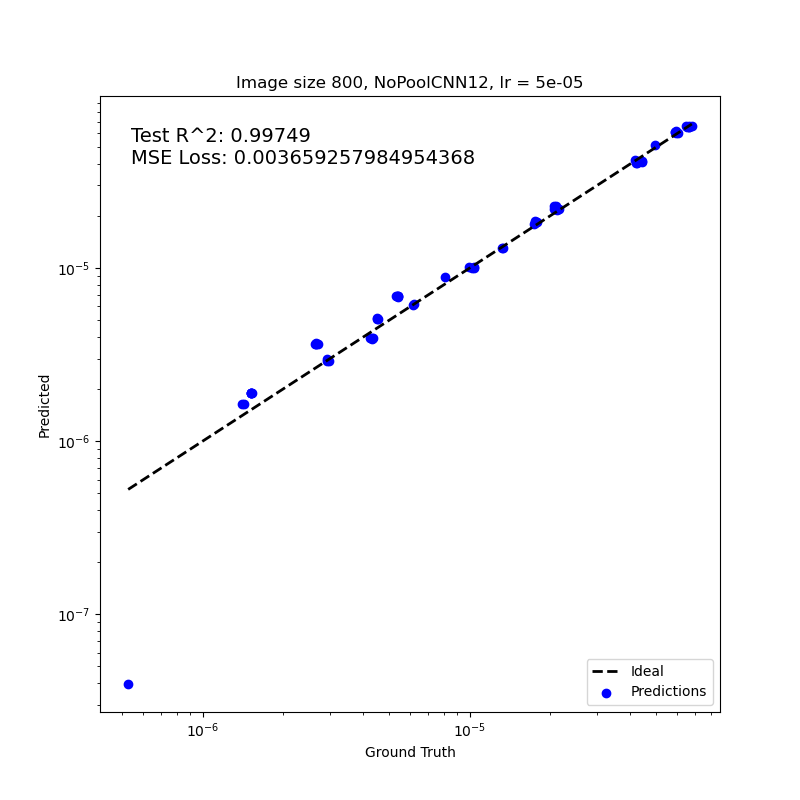 Image size 800, NoPoolCNN12, lr = 5e-05
Test R^2: 0.99749
MSE Loss: 0.003659257984954368
10⁻⁵
10⁻⁶
10⁻⁷
Predicted
Ideal
Predictions
10⁻⁶ 10⁻⁵
Ground Truth